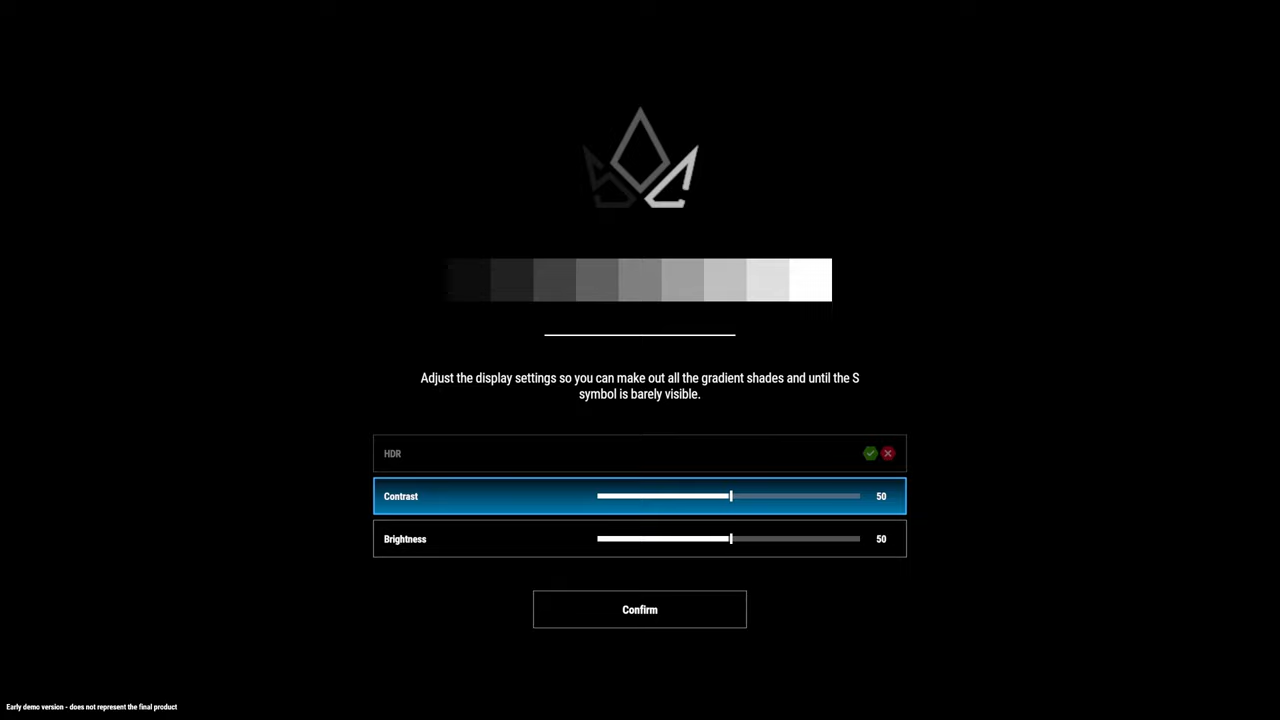 Adjust the display settings so you can make out all the gradient shades and until the S
symbol is barely visible.
HDR
Contrast 50
Brightness 50
Confirm
Early demo version - does not represent the final product